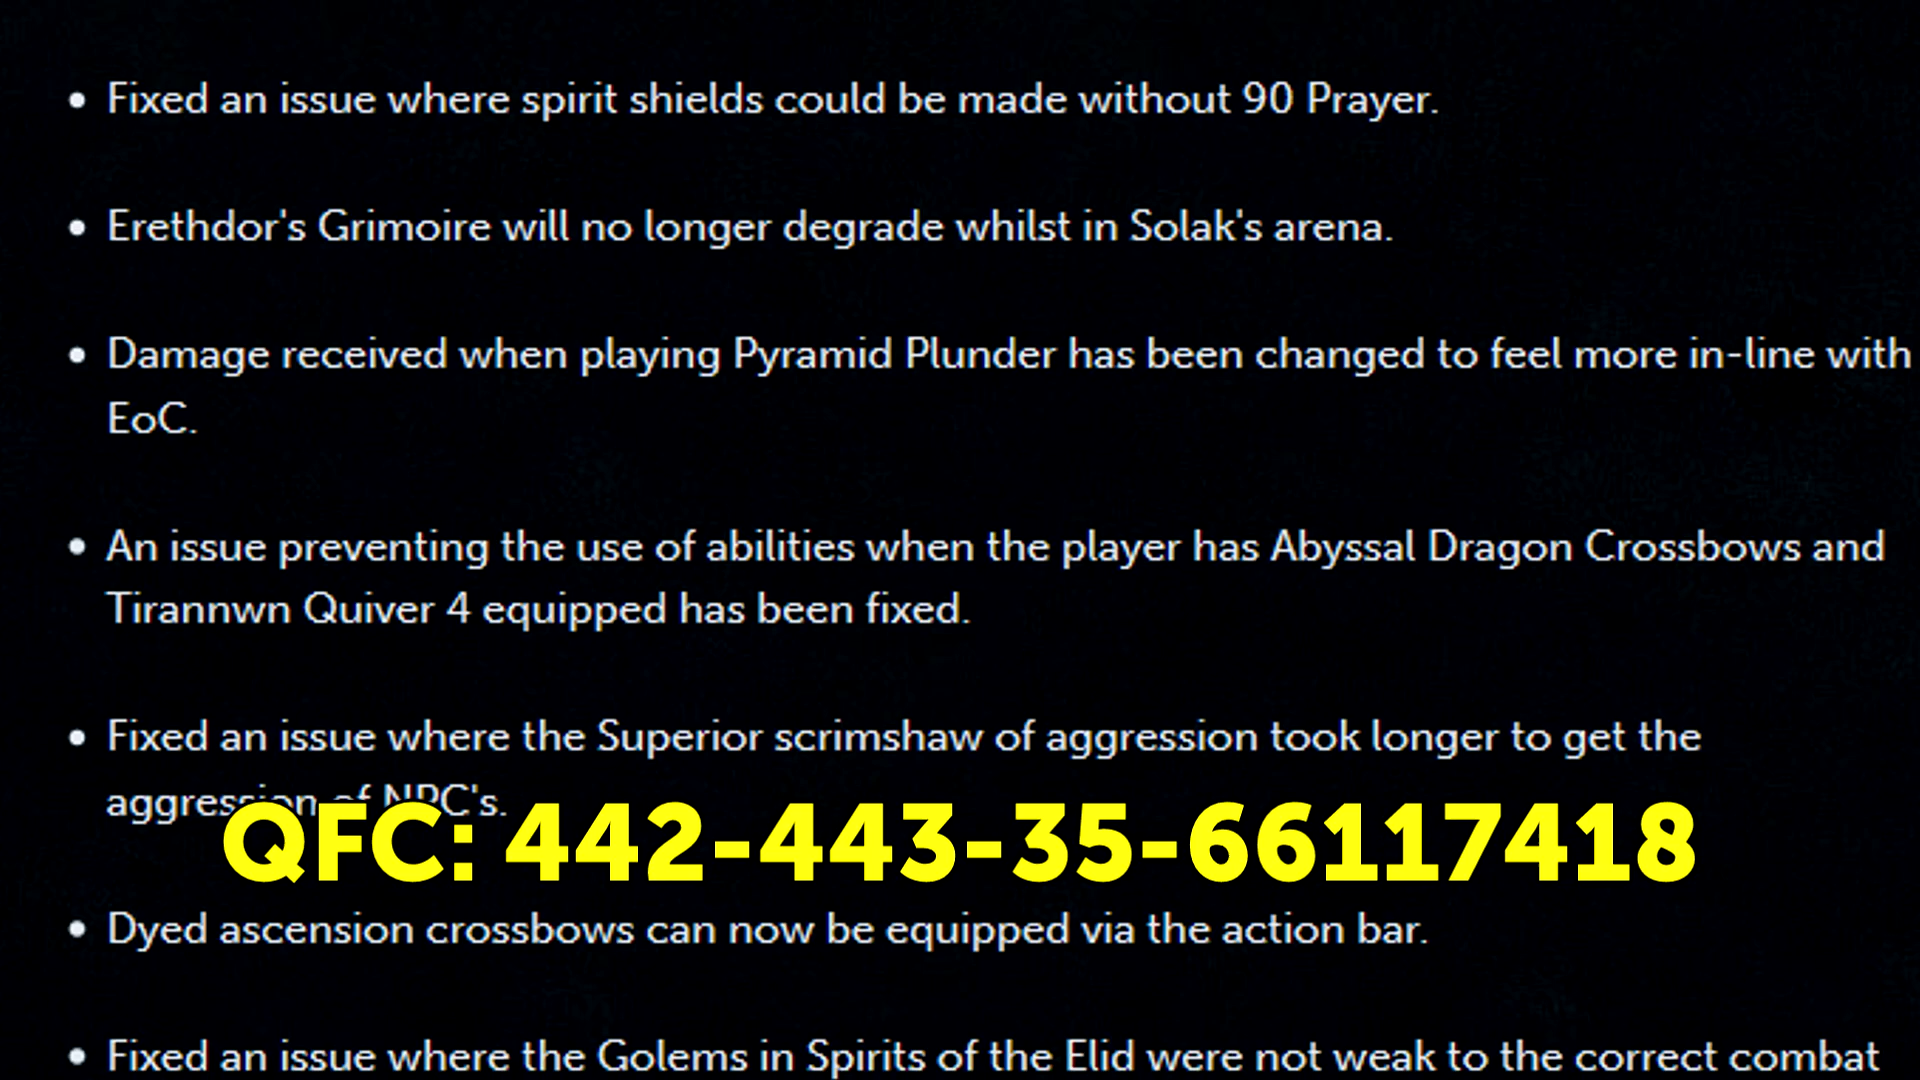 • Fixed an issue where spirit shields could be made without 90 Prayer.
• Erethdor's Grimoire will no longer degrade whilst in Solak's arena.
• Damage received when playing Pyramid Plunder has been changed to feel more in-line with
EoC.
• An issue preventing the use of abilities when the player has Abyssal Dragon Crossbows and
Tirannwn Quiver 4 equipped has been fixed.
• Fixed an issue where the Superior scrimshaw of aggression took longer to get the
aggression of NPC's.
QFC: 442-443-35-66117418
• Dyed ascension crossbows can now be equipped via the action bar.
• Fixed an issue where the Golems in Spirits of the Elid were not weak to the correct combat